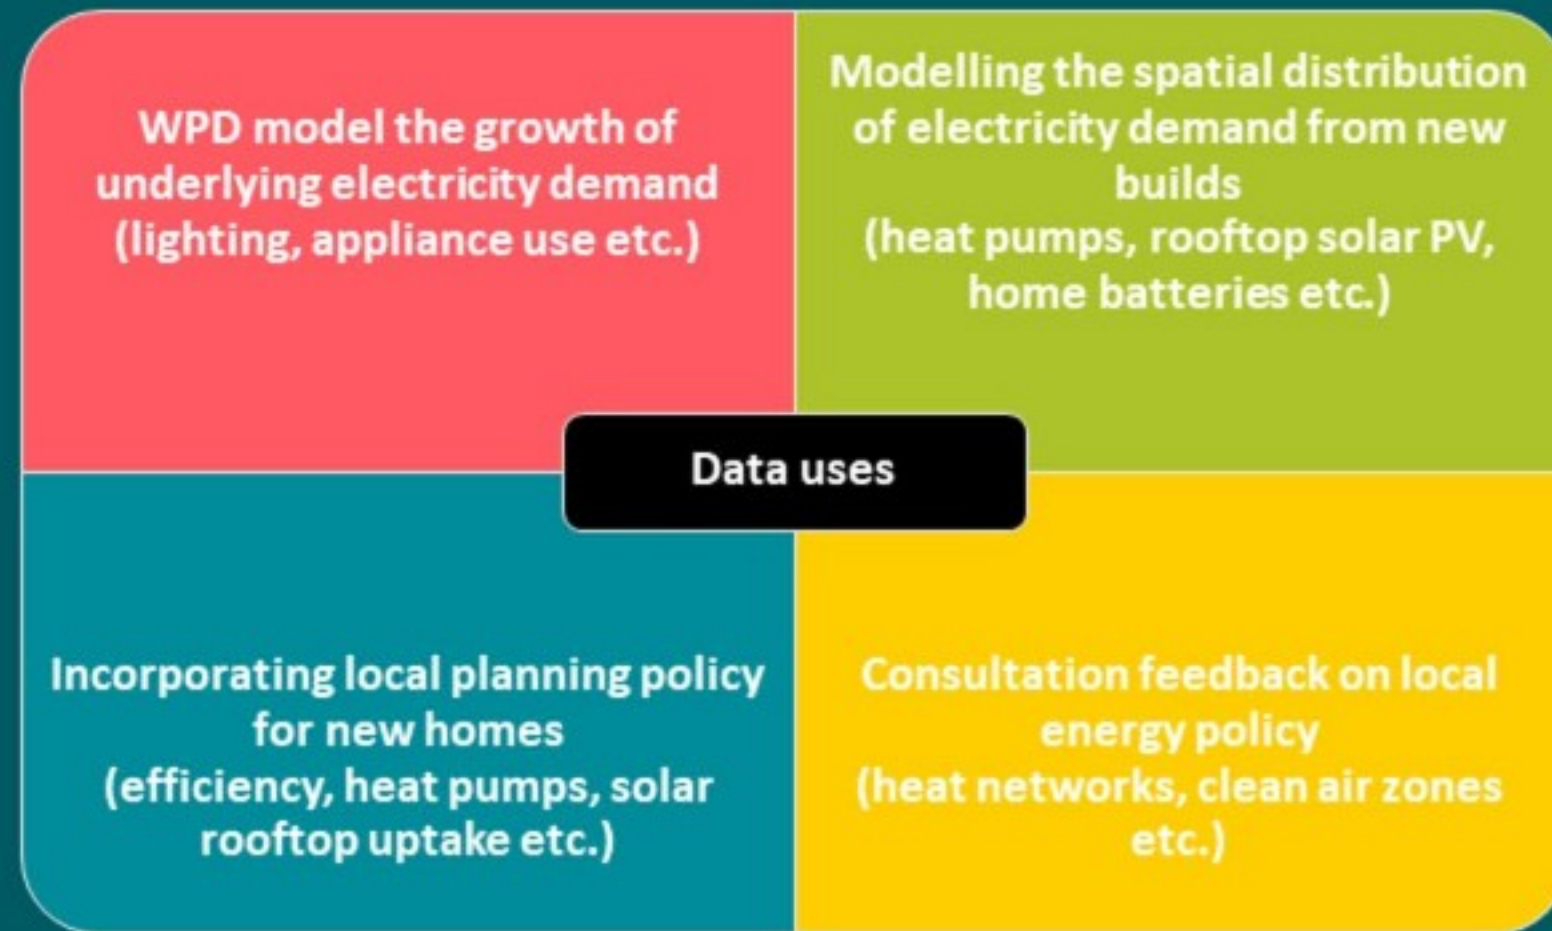 WPD model the growth of
underlying electricity demand
(lighting, appliance use etc.)
Modelling the spatial distribution
of electricity demand from new
builds
(heat pumps, rooftop solar PV,
home batteries etc.)
Data uses
Incorporating local planning policy
for new homes
(efficiency, heat pumps, solar
rooftop uptake etc.)
Consultation feedback on local
energy policy
(heat networks, clean air zones
etc.)